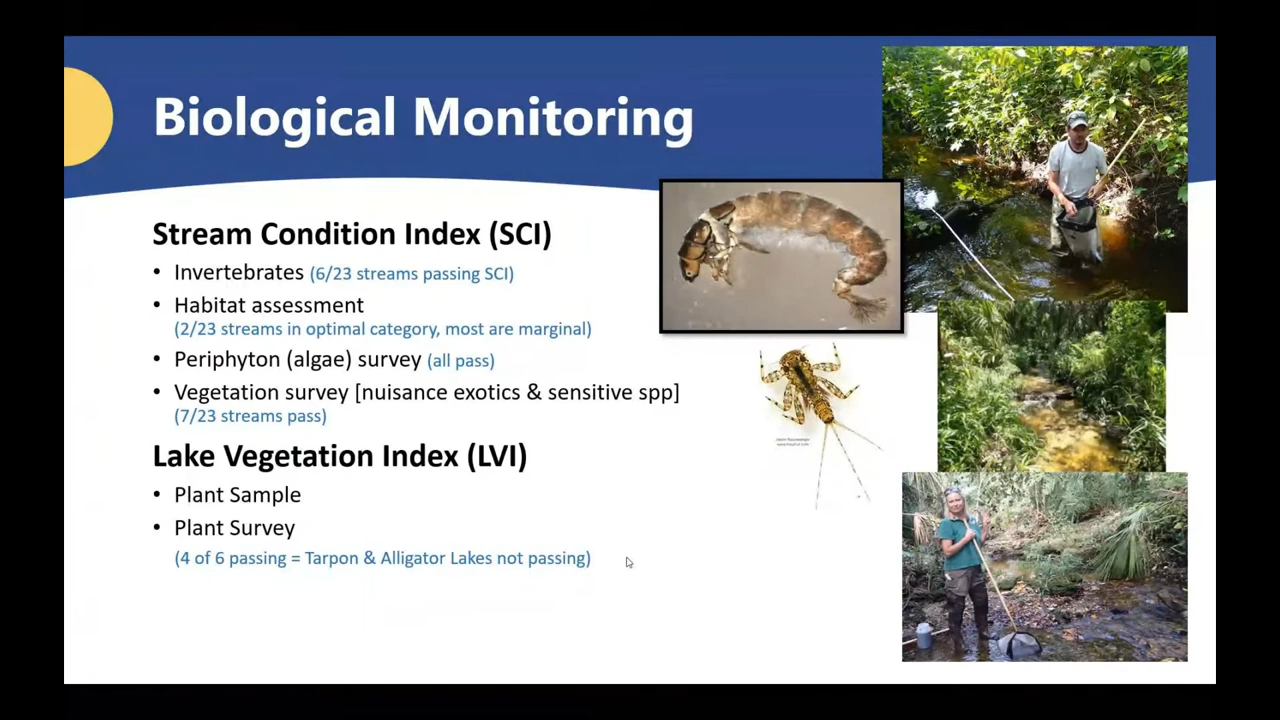 Biological Monitoring
Stream Condition Index (SCI)
• Invertebrates (6/23 streams passing SCI)
• Habitat assessment
(2/23 streams in optimal category, most are marginal)
• Periphyton (algae) survey (all pass)
• Vegetation survey [nuisance exotics & sensitive spp]
(7/23 streams pass)
Lake Vegetation Index (LVI)
• Plant Sample
• Plant Survey
(4 of 6 passing = Tarpon & Alligator Lakes not passing)